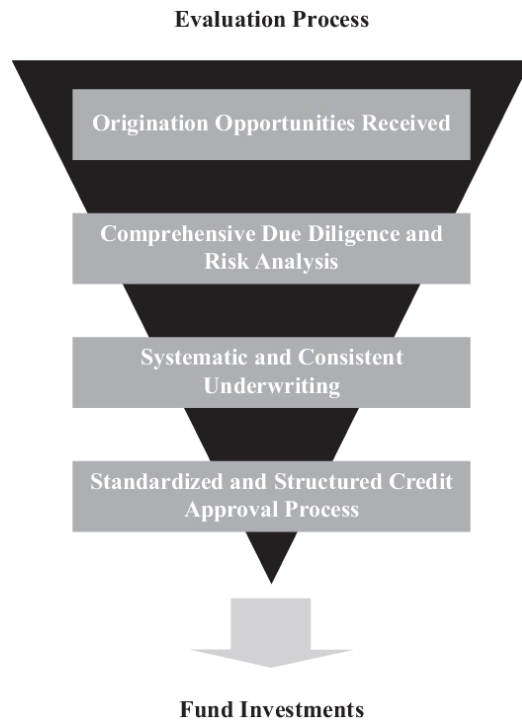 Evaluation Process
Origination Opportunities Received
Comprehensive Due Diligence and
Risk Analysis
Systematic and Consistent
Underwriting
Standardized and Structured Credit
Approval Process
Fund Investments